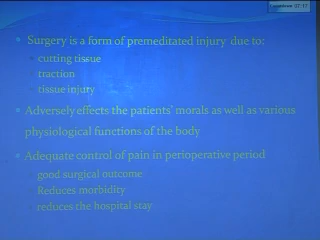 Surgery is a form of premeditated injury due to:
cutting tissue
traction
tissue injury
Adversely effects the patients' morals as well as various
physiological functions of the body
Adequate control of pain in perioperative period
good surgical outcome
Reduces morbidity
reduces the hospital stay